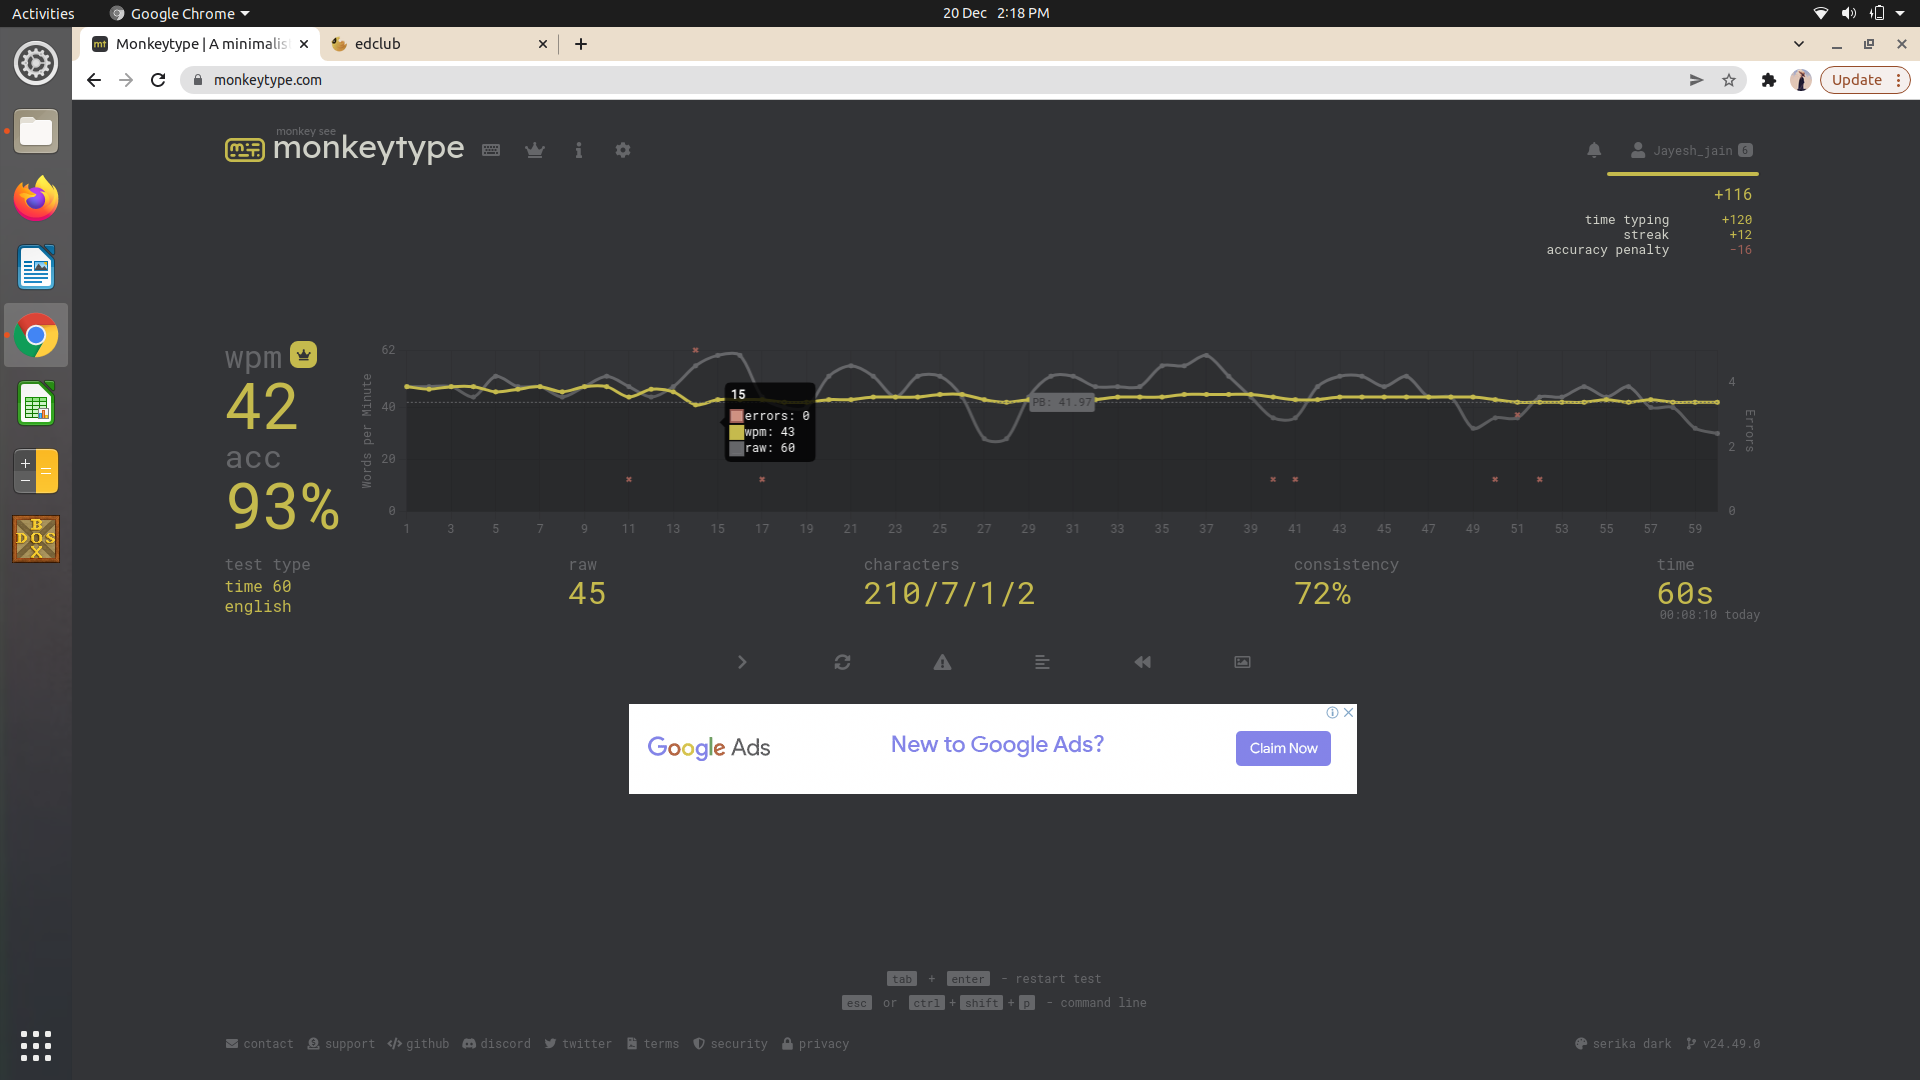 Activities
Google Chrome
20 Dec 2:18 PM
mt Monkeytype | A minimalis
edclub
monkeytype.com
Update
monkey see
monkeytype
Jayesh_jain 6
+116
time typing +120
streak +12
accuracy penalty -16
wpm
42
acc
93%
Words per Minute
62
40
20
0
15
errors: 0
wpm: 43
raw: 60
PB: 41.97
4
2
0
Errors
1 3 5 7 9 11 13 15 17 19 21 23 25 27 29 31 33 35 37 39 41 43 45 47 49 51 53 55 57 59
test type
time 60
english
raw
45
characters
210/7/1/2
consistency
72%
time
60s
00:08:10 today
Google Ads
New to Google Ads?
Claim Now
B
DOS
X
tab + enter - restart test
esc or ctrl + shift + p - command line
contact support github discord twitter terms security privacy
serika dark v24.49.0